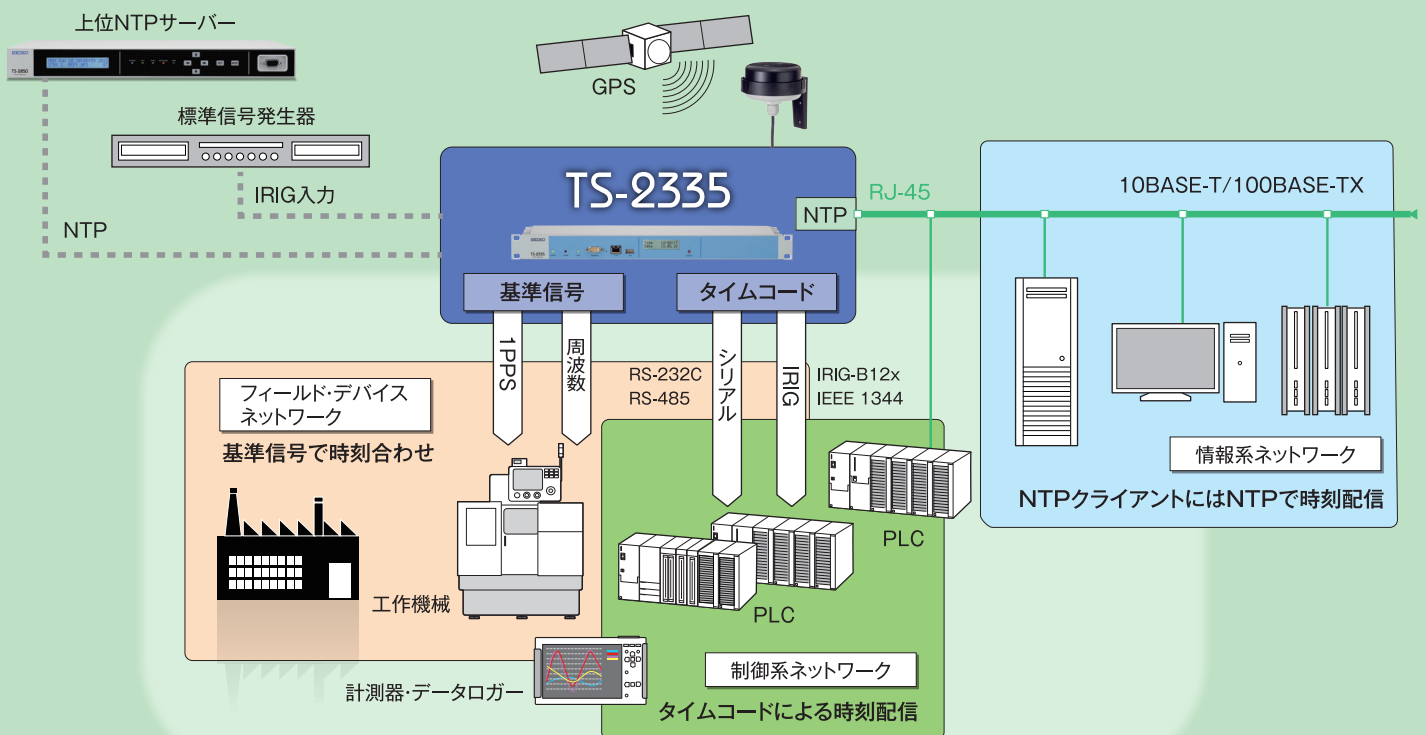 上位NTPサーバー
SEIKO
GPS
標準信号発生器
IRIG入力
NTP
TS-2335
NTP
RJ-45
10BASE-T/100BASE-TX
SEIKO
基準信号
タイムコード
1PPS
周波数
シリアル
IRIG
RS-232C
RS-485
IRIG-B12x
IEEE 1344
フィールド・デバイス
ネットワーク
基準信号で時刻合わせ
情報系ネットワーク
NTPクライアントにはNTPで時刻配信
PLC
工作機械
PLC
制御系ネットワーク
計測器・データロガー
タイムコードによる時刻配信